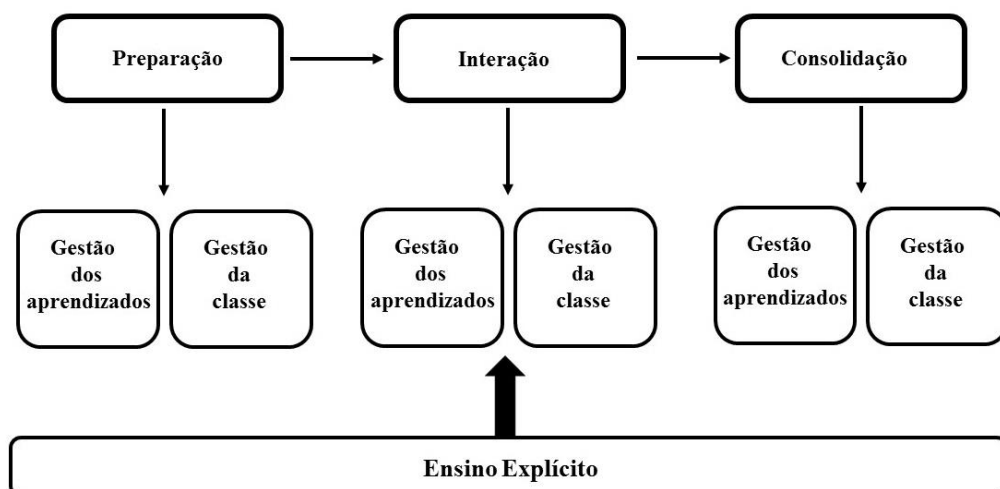 Preparação
Interação
Consolidação
Gestão
dos
aprendizados
Gestão
da
classe
Gestão
dos
aprendizados
Gestão
da
classe
Gestão
dos
aprendizados
Gestão
da
classe
Ensino Explícito